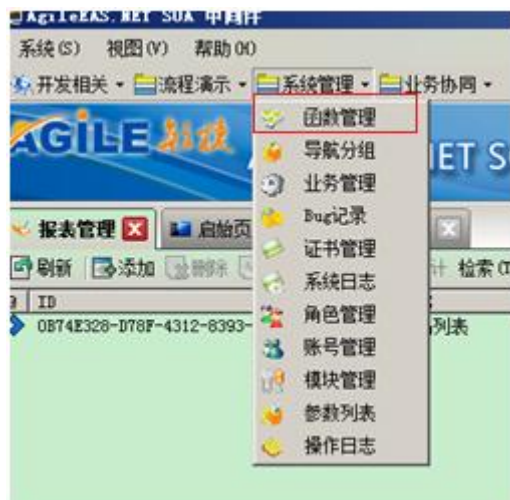 AgileEAS.NET SOA 中间件
系统(S) 视图(V) 帮助(H)
开发相关 流程演示 系统管理 业务协同
AGILE
ET S
函数管理
导航分组
业务管理
Bug记录
证书管理
系统日志
角色管理
账号管理
模块管理
参数列表
操作日志
报表管理 启始页
刷新 添加 删除 计 检索(T
ID
0B74E328-D78F-4312-8393- 列表